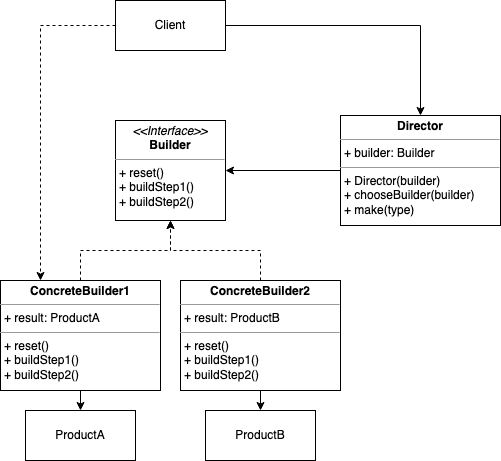 Client
<<Interface>>
Builder
+ reset()
+ buildStep1()
+ buildStep2()
Director
+ builder: Builder
+ Director(builder)
+ chooseBuilder(builder)
+ make(type)
ConcreteBuilder1
+ result: ProductA
+ reset()
+ buildStep1()
+ buildStep2()
ConcreteBuilder2
+ result: ProductB
+ reset()
+ buildStep1()
+ buildStep2()
ProductA
ProductB